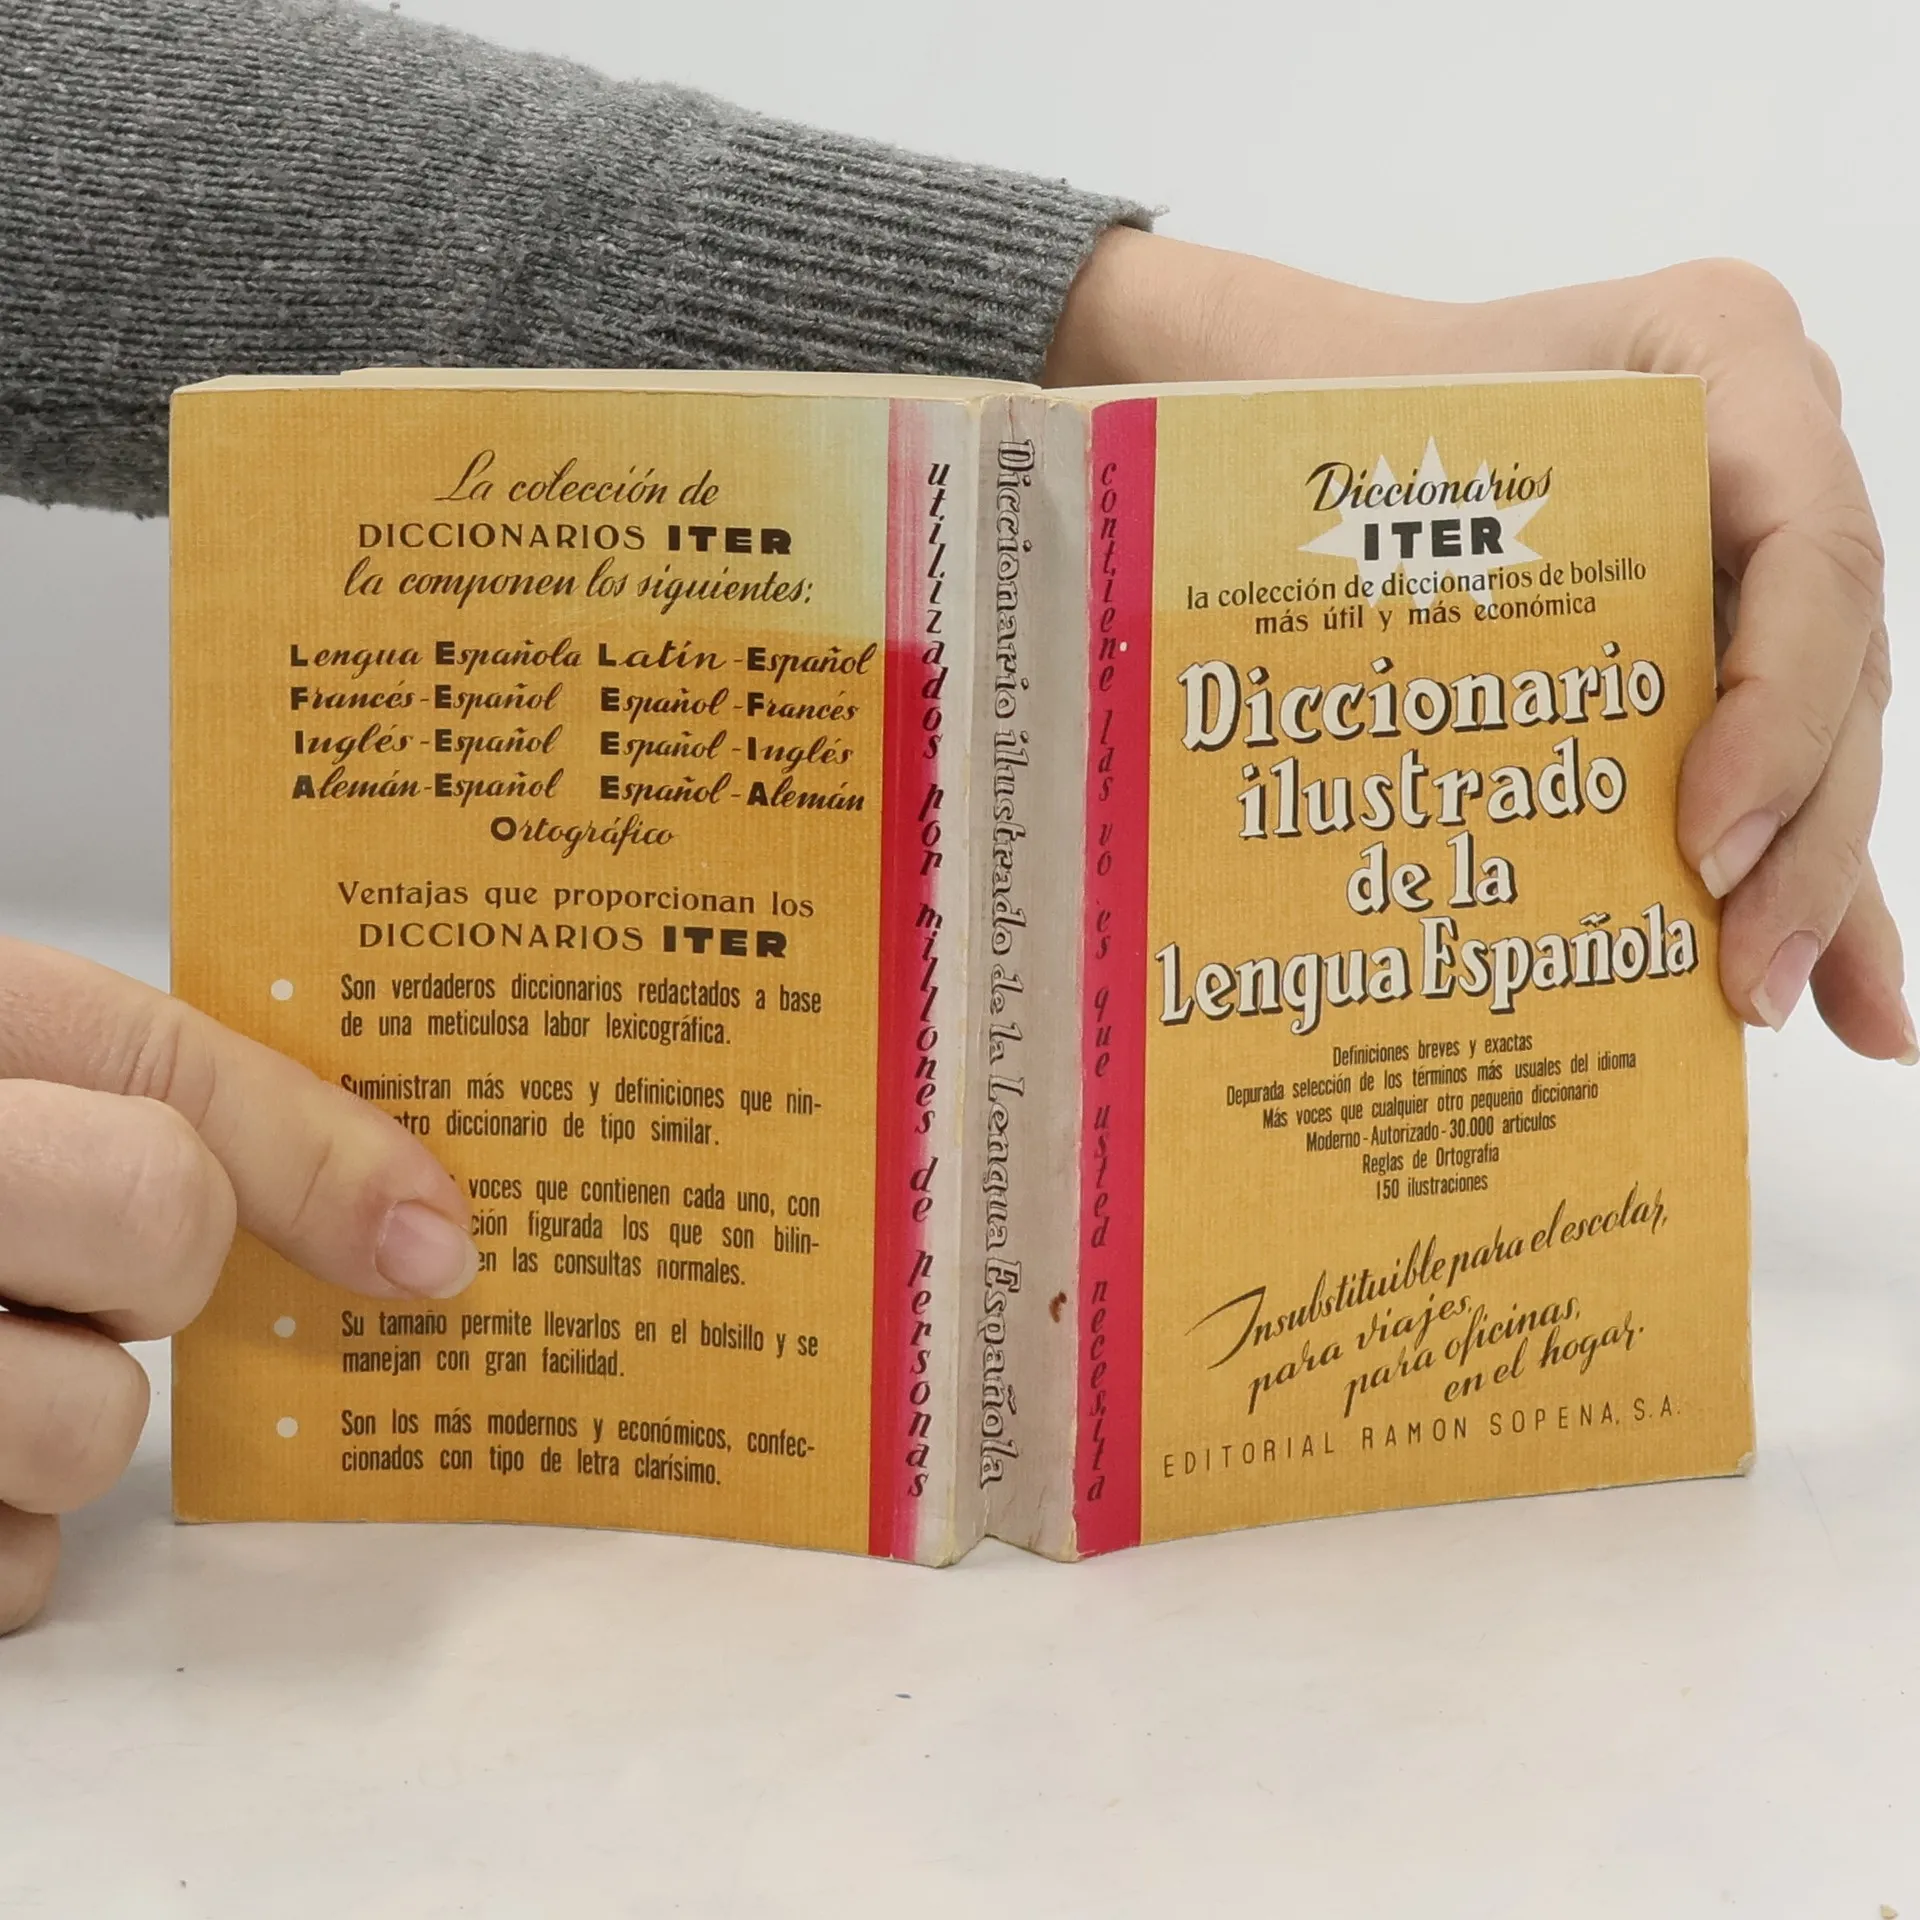 La colección de
DICCIONARIOS ITER
la componen los siguientes:
Lengua Española Latín-Español
Francés-Español Español-Francés
Inglés-Español Español-Inglés
Alemán-Español Español-Alemán
Ortográfico
Ventajas que proporcionan los
DICCIONARIOS ITER
Son verdaderos diccionarios redactados a base
de una meticulosa labor lexicográfica.
Suministran más voces y definiciones que nin-
otro diccionario de tipo similar.
voces que contienen cada uno, con
figurada los que son bilin-
en las consultas normales.
Su tamaño permite llevarlos en el bolsillo y se
manejan con gran facilidad.
Son los más modernos y económicos, confec-
cionados con tipo de letra clarísimo.
utilizados por millones de personas
Diccionario ilustrado de la Lengua Española
contiene las voces que usted necesita
Diccionarios
ITER
la colección de diccionarios de bolsillo
más útil y más económica
Diccionario
ilustrado
de la
Lengua Española
Definiciones breves y exactas
Depurada selección de los términos más usuales del idioma
Más voces que cualquier otro pequeño diccionario
Moderno-Autorizado-30.000 articulos
Reglas de Ortografia
150 ilustraciones
Insubstituible para el escolar,
para viajes,
para oficinas,
en el hogar.
EDITORIAL RAMON SOPENA, S.A.